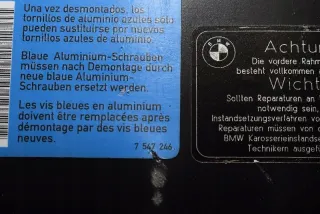 Una vez desmontados, los
tornillos de aluminio azules sólo
pueden sustituirse por nuevos
tornillos azules de aluminio.
Blaue Aluminium-Schrauben
müssen nach Demontage durch
neue blaue Aluminium-
Schrauben ersetzt werden.
Les vis bleues en aluminium
doivent être remplacées après
démontage par des vis bleues
neuves.
7 547 266
BMW
Achtun
Die vordere Rahm
besteht vollkommen a
Wicht
Sollten Reparaturen an
notwendig sein,
Instandsetzungsverfahren vo
Reparaturen müssen von
BMW Karosserieinstandse
Technikern ausgefü